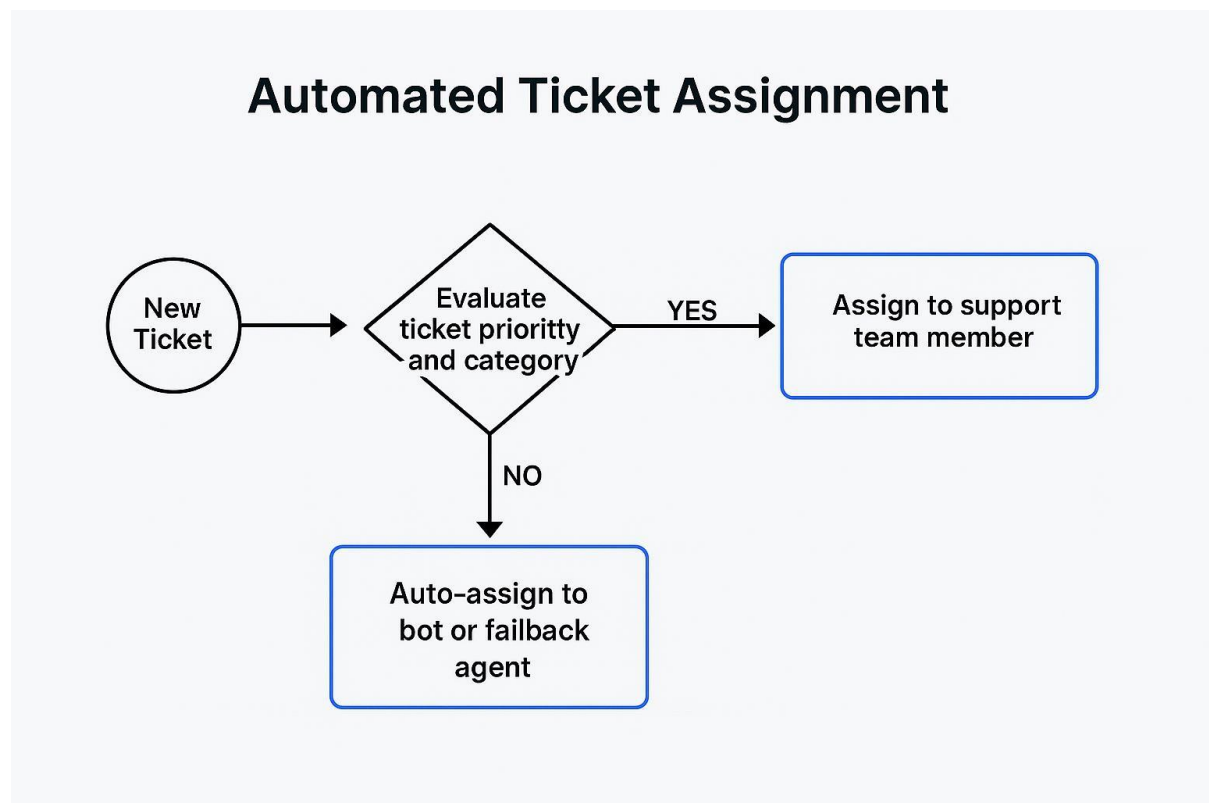 Automated Ticket Assignment
New
Ticket
Evaluate
ticket prioritty
and category
YES
Assign to support
team member
NO
Auto-assign to
bot or failback
agent